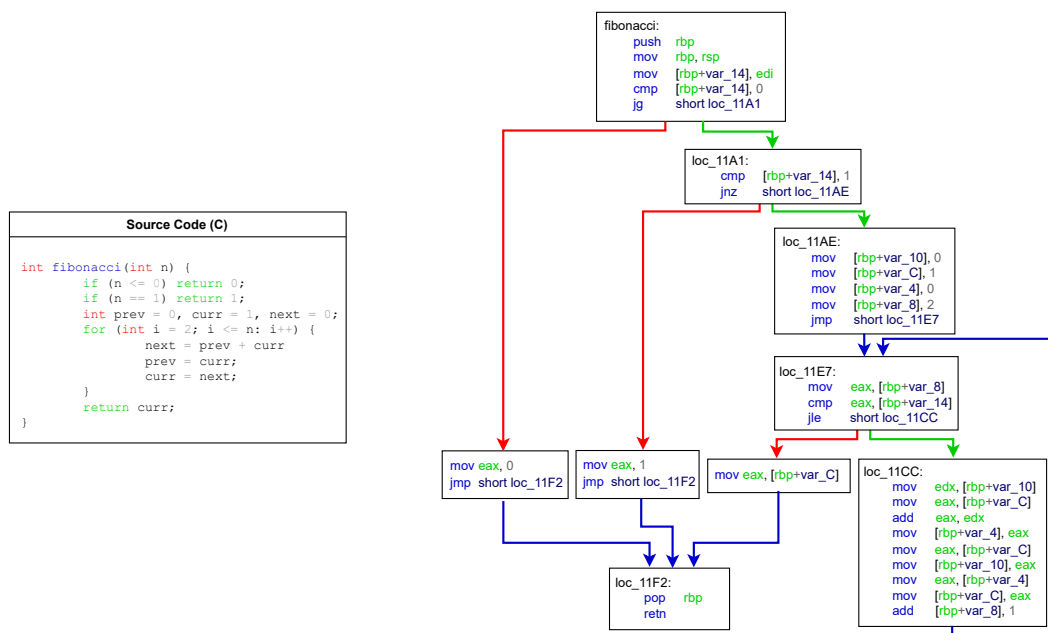 Source Code (C)
int fibonacci(int n) {
if (n <= 0) return 0;
if (n == 1) return 1;
int prev = 0, curr = 1, next = 0;
for (int i = 2; i <= n: i++) {
next = prev + curr
prev = curr;
curr = next;
}
return curr;
}
fibonacci:
push rbp
mov rbp, rsp
mov [rbp+var_14], edi
cmp [rbp+var_14], 0
jg short loc_11A1
loc_11A1:
cmp [rbp+var_14], 1
jnz short loc_11AE
loc_11AE:
mov [rbp+var_10], 0
mov [rbp+var_C], 1
mov [rbp+var_4], 0
mov [rbp+var_8], 2
jmp short loc_11E7
loc_11E7:
mov eax, [rbp+var_8]
cmp eax, [rbp+var_14]
jle short loc_11CC
mov eax, 0
jmp short loc_11F2
mov eax, 1
jmp short loc_11F2
mov eax, [rbp+var_C]
loc_11CC:
mov edx, [rbp+var_10]
mov eax, [rbp+var_C]
add eax, edx
mov [rbp+var_4], eax
mov eax, [rbp+var_C]
mov [rbp+var_10], eax
mov eax, [rbp+var_4]
mov [rbp+var_C], eax
add [rbp+var_8], 1
loc_11F2:
pop rbp
retn